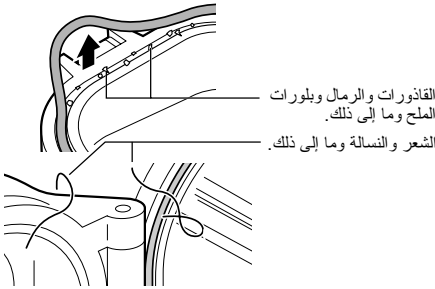 القاذورات والرمال وبلورات
الملح وما إلى ذلك.
الشعر والنسالة وما إلى ذلك.